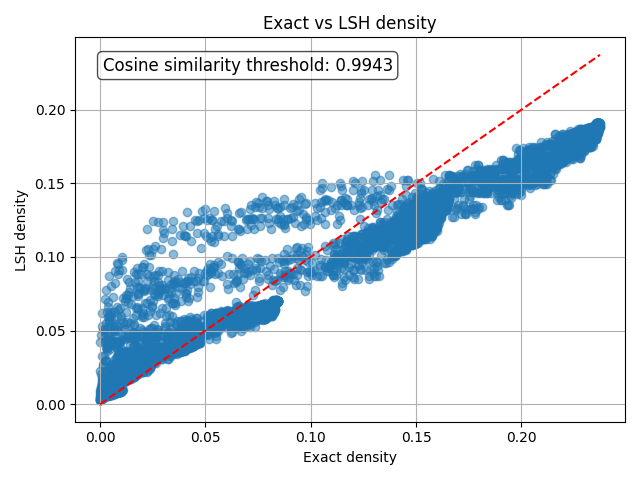 Exact vs LSH density
Cosine similarity threshold: 0.9943
LSH density
0.20
0.15
0.10
0.05
0.00
0.00 0.05 0.10 0.15 0.20
Exact density